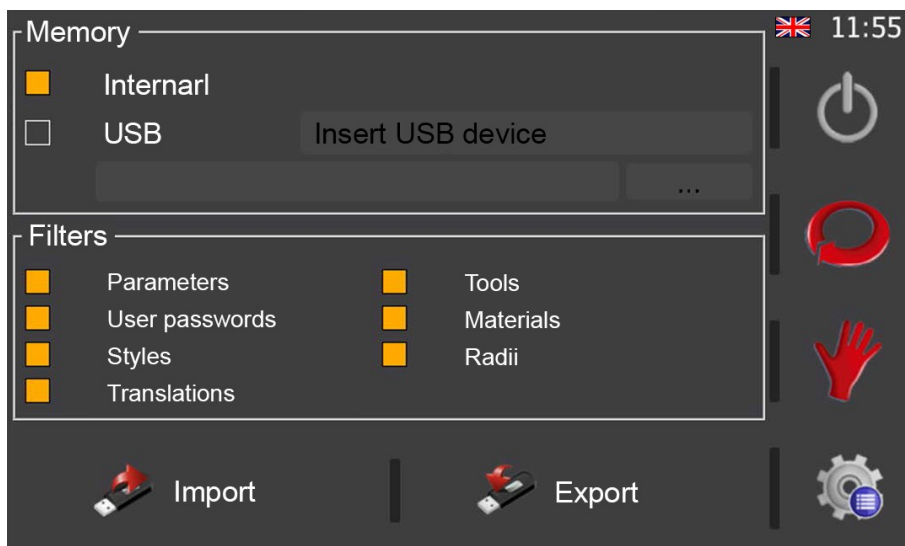 Memory
11:55
Internarl
USB
Insert USB device
...
Filters
Parameters
Tools
User passwords
Materials
Styles
Radii
Translations
Import
Export